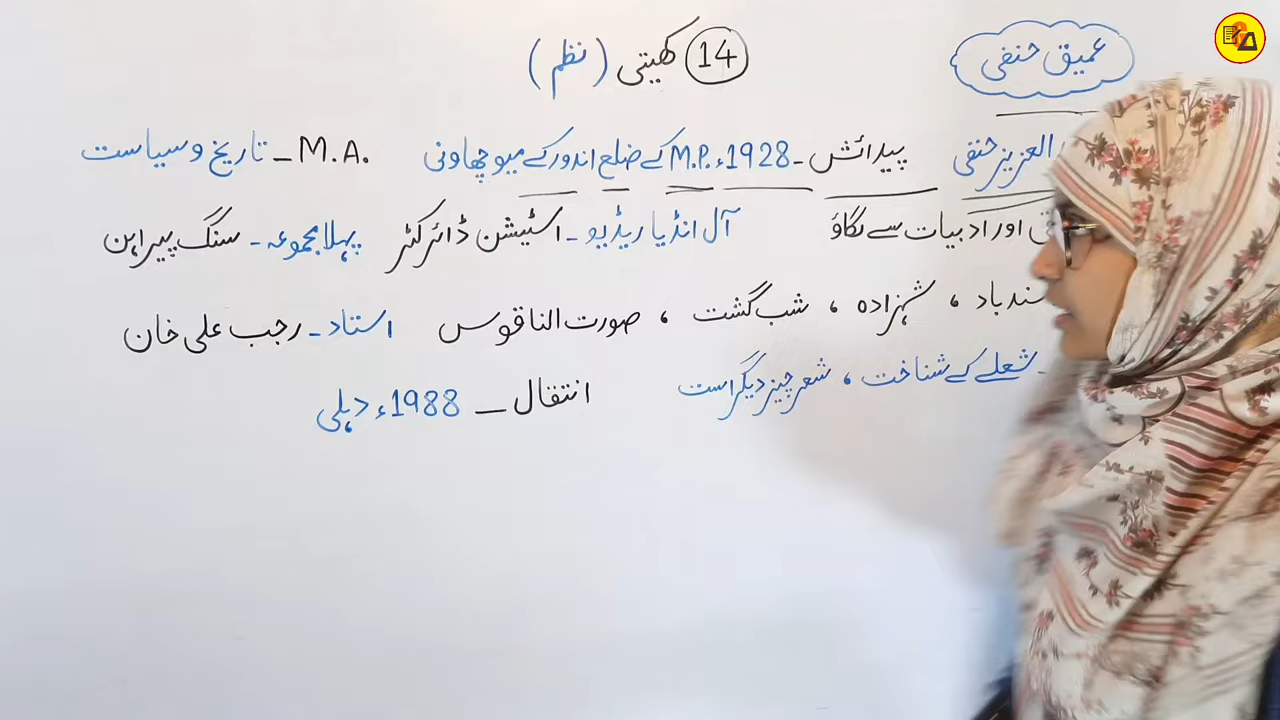 عمیق حنفی
14 کھیتی (نظم)
العزیز حنفی پیدائش - 1928ء M.P. کے ضلع اندور کے میو چھاونی M.A. - تاریخ و سیاست
اور ادبیات سے لگاؤ آل انڈیا ریڈیو - اسٹیشن ڈائرکٹر پہلا مجموعہ - سنگ پیراہن
سندباد ، شہزادہ ، شب گشت ، صورت الناقوس استاد - رجب علی خان
شعلے کے شناخت ، شعر چیز دیگر است
انتقال - 1988ء دہلی